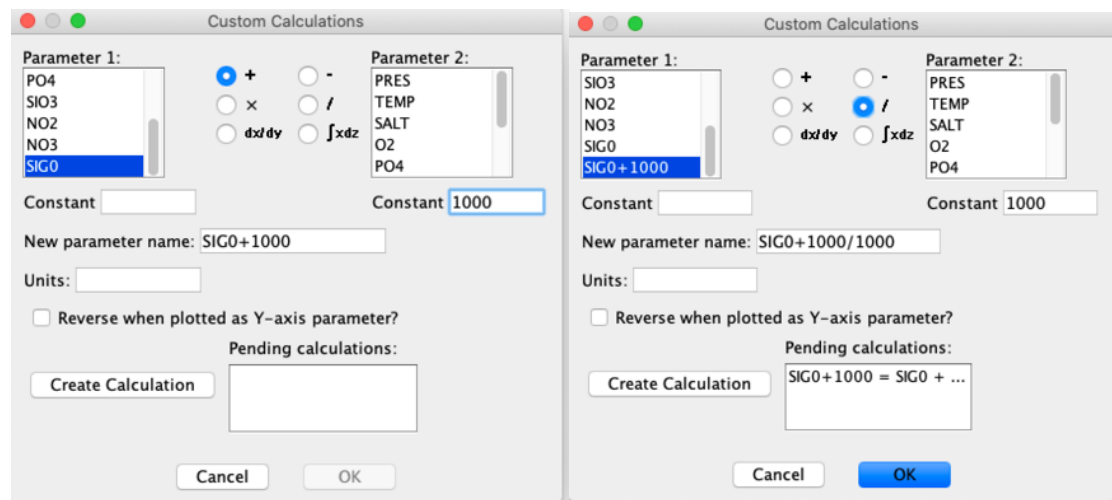 Custom Calculations
Parameter 1:
PO4
SIO3
NO2
NO3
SIG0
+
-
×
/
dx/dy
∫xdz
Parameter 2:
PRES
TEMP
SALT
O2
PO4
Constant
Constant 1000
New parameter name: SIG0+1000
Units:
Reverse when plotted as Y-axis parameter?
Pending calculations:
Create Calculation
Cancel
OK
Custom Calculations
Parameter 1:
SIO3
NO2
NO3
SIG0
SIG0+1000
+
-
×
/
dx/dy
∫xdz
Parameter 2:
PRES
TEMP
SALT
O2
PO4
Constant
Constant 1000
New parameter name: SIG0+1000/1000
Units:
Reverse when plotted as Y-axis parameter?
Pending calculations:
Create Calculation
SIG0+1000 = SIG0 + ...
Cancel
OK